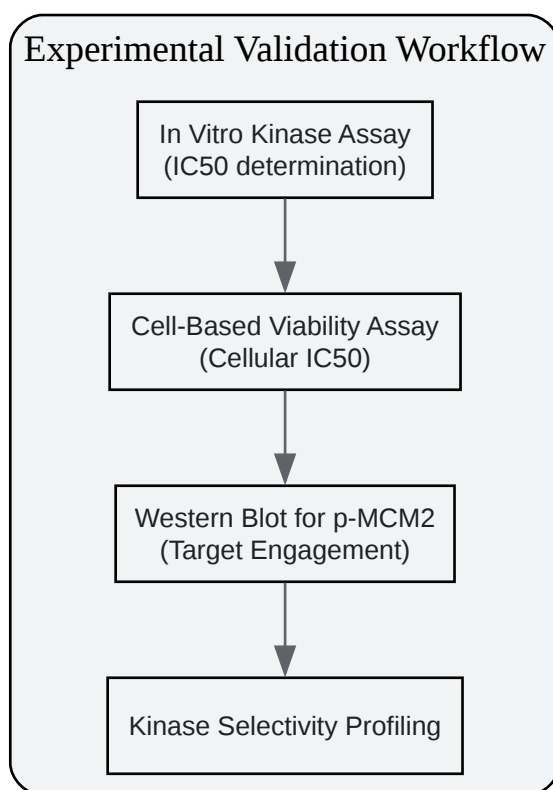 Experimental Validation Workflow
In Vitro Kinase Assay
(IC50 determination)
Cell-Based Viability Assay
(Cellular IC50)
Western Blot for p-MCM2
(Target Engagement)
Kinase Selectivity Profiling